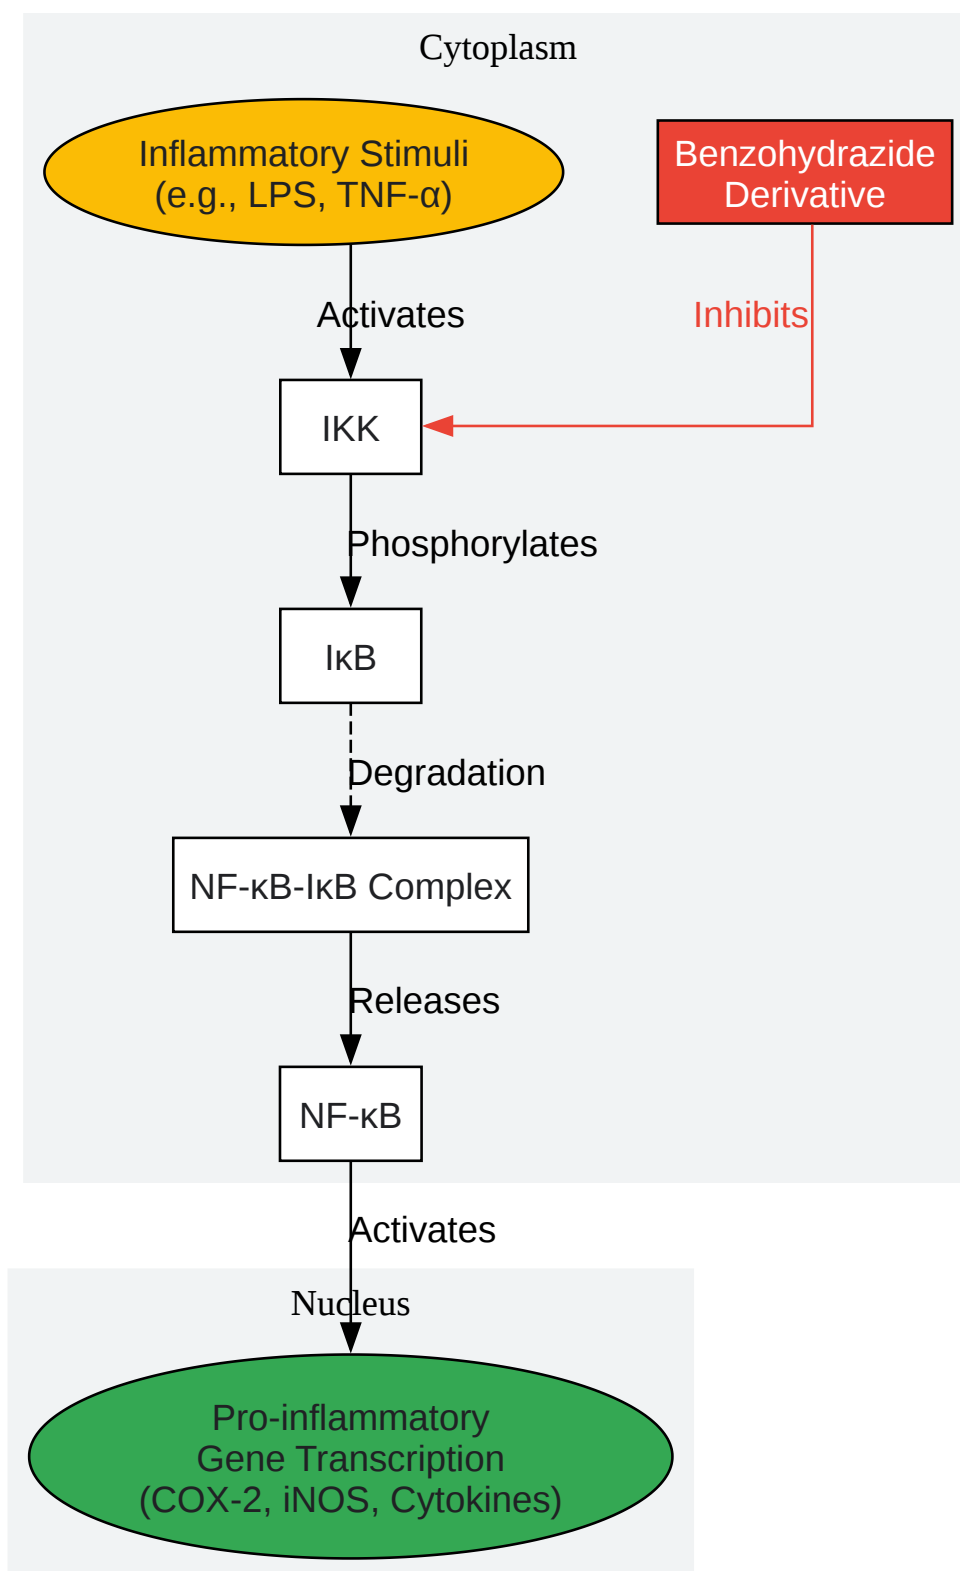 Cytoplasm
Inflammatory Stimuli
(e.g., LPS, TNF-α)
Benzohydrazide
Derivative
Activates
Inhibits
IKK
Phosphorylates
IκB
Degradation
NF-κB-IκB Complex
Releases
NF-κB
Activates
Nucleus
Pro-inflammatory
Gene Transcription
(COX-2, iNOS, Cytokines)